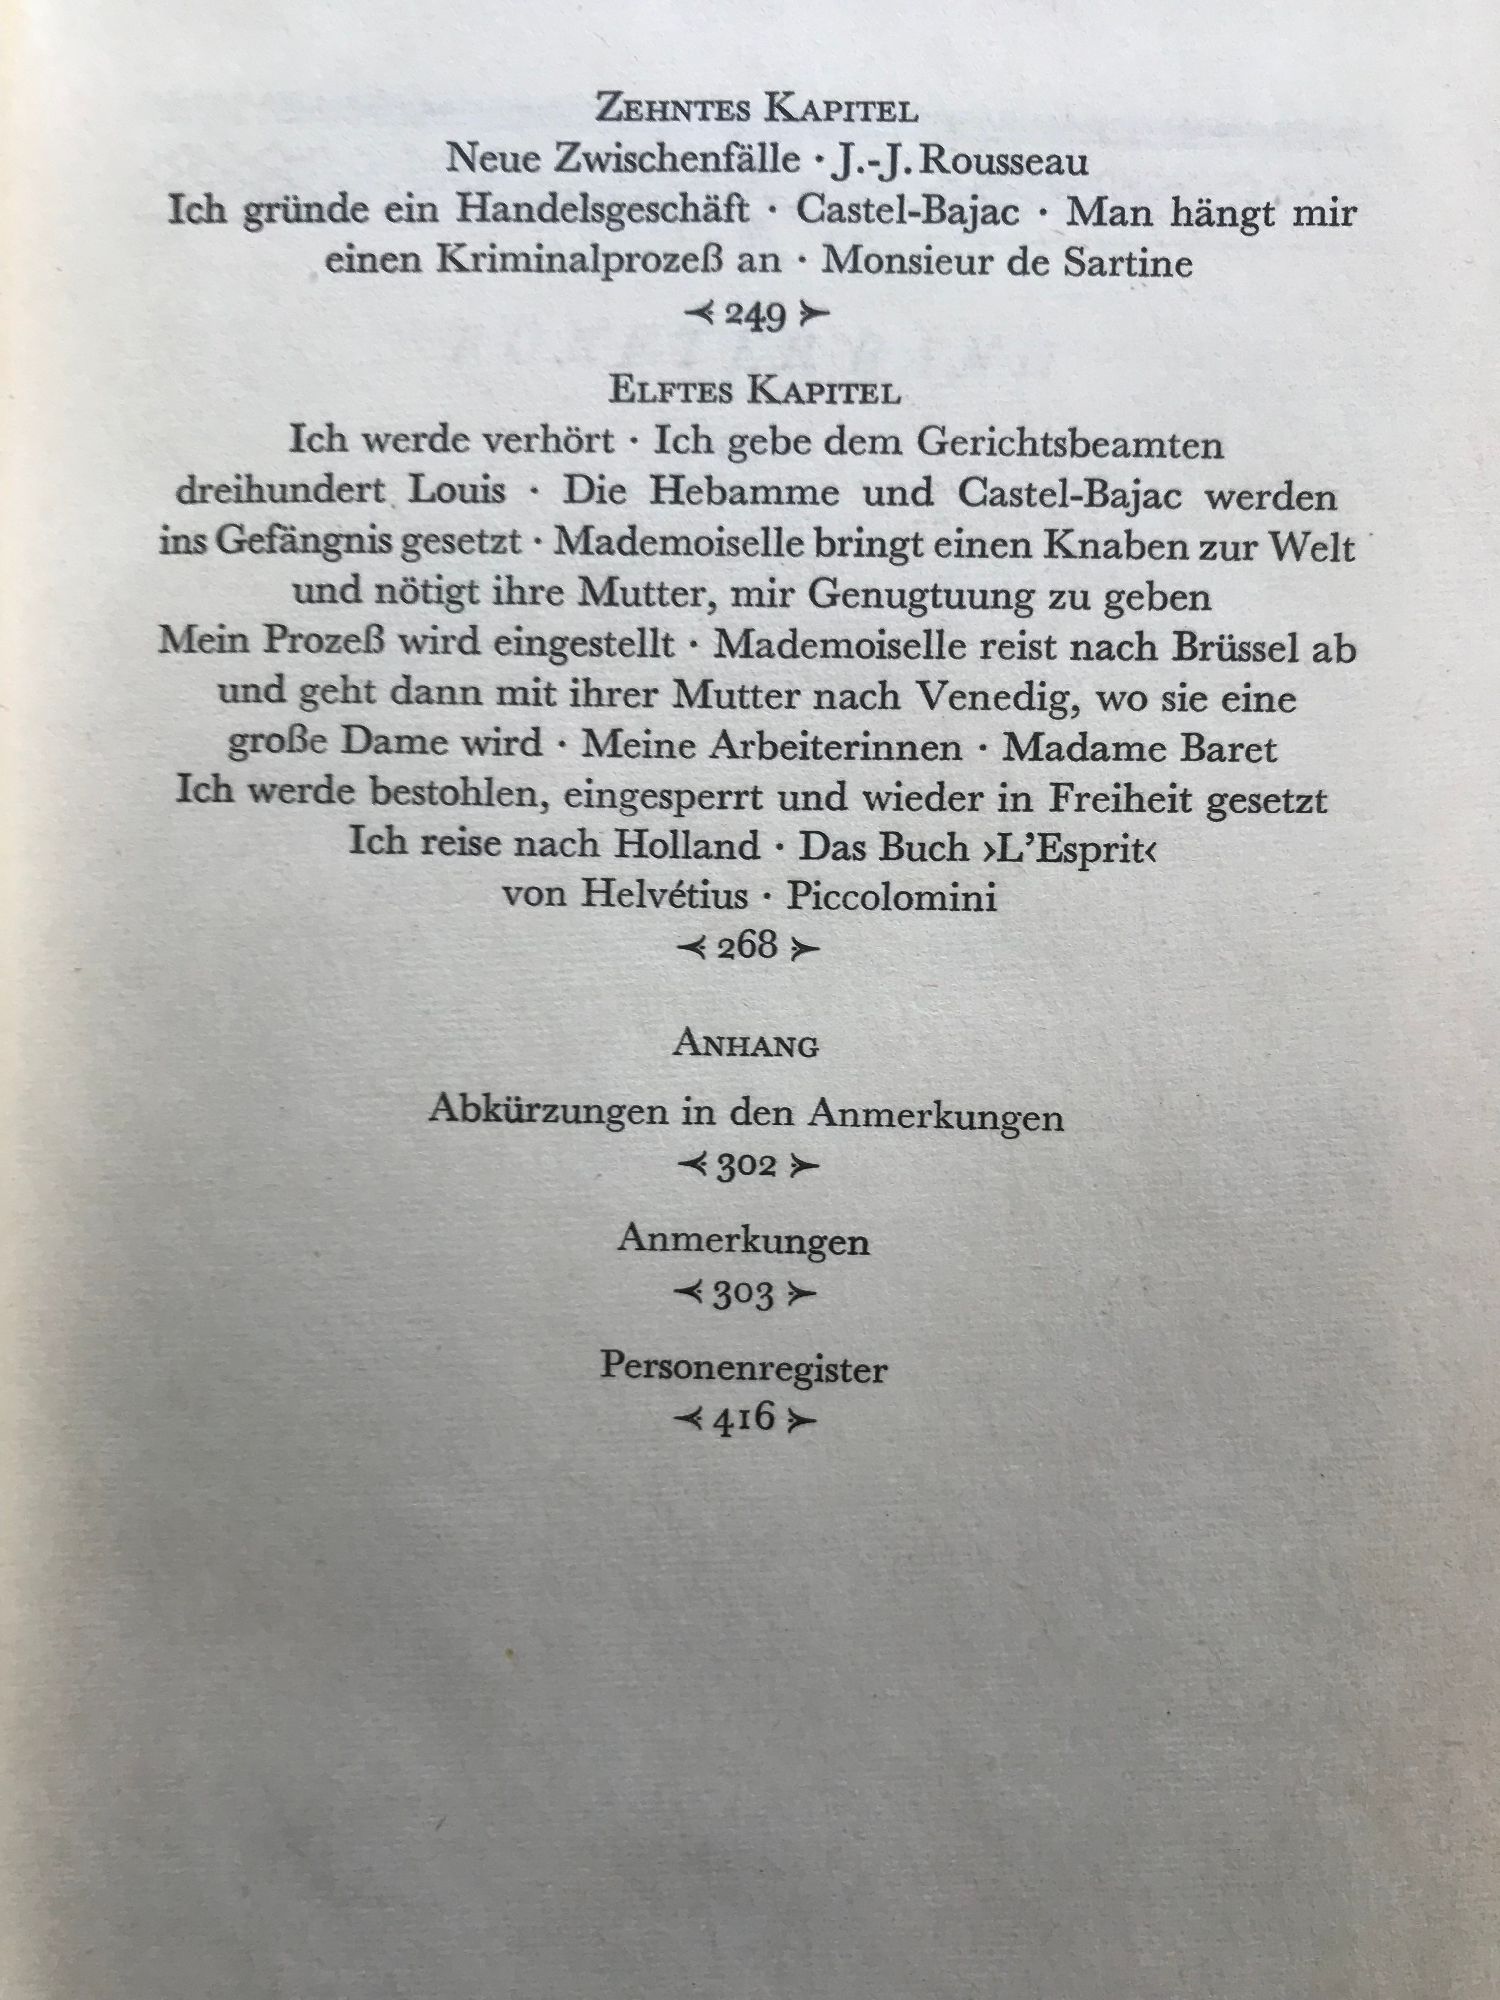 Zehntes Kapitel
Neue Zwischenfälle · J.-J. Rousseau
Ich gründe ein Handelsgeschäft · Castel-Bajac · Man hängt mir
einen Kriminalprozeß an · Monsieur de Sartine
≺ 249 ≻
Elftes Kapitel
Ich werde verhört · Ich gebe dem Gerichtsbeamten
dreihundert Louis · Die Hebamme und Castel-Bajac werden
ins Gefängnis gesetzt · Mademoiselle bringt einen Knaben zur Welt
und nötigt ihre Mutter, mir Genugtuung zu geben
Mein Prozeß wird eingestellt · Mademoiselle reist nach Brüssel ab
und geht dann mit ihrer Mutter nach Venedig, wo sie eine
große Dame wird · Meine Arbeiterinnen · Madame Baret
Ich werde bestohlen, eingesperrt und wieder in Freiheit gesetzt
Ich reise nach Holland · Das Buch ›L’Esprit‹
von Helvétius · Piccolomini
≺ 268 ≻
Anhang
Abkürzungen in den Anmerkungen
≺ 302 ≻
Anmerkungen
≺ 303 ≻
Personenregister
≺ 416 ≻